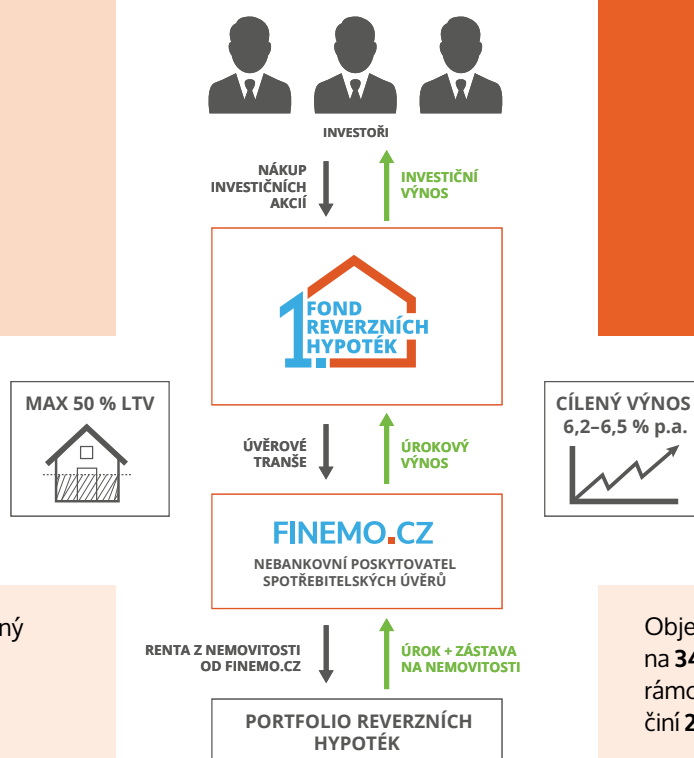 INVESTOŘI
NÁKUP
INVESTIČNÍCH
AKCIÍ
INVESTIČNÍ
VÝNOS
1. FOND
REVERZNÍCH
HYPOTÉK
MAX 50 % LTV
CÍLENÝ VÝNOS
6,2–6,5 % p.a.
ÚVĚROVÉ
TRANŠE
ÚROKOVÝ
VÝNOS
FINEMO.CZ
NEBANKOVNÍ POSKYTOVATEL
SPOTŘEBITELSKÝCH ÚVĚRŮ
ný
RENTA Z NEMOVITOSTI
OD FINEMO.CZ
ÚROK + ZÁSTAVA
NA NEMOVITOSTI
Obje
na 34
rámo
činí 2
PORTFOLIO REVERZNÍCH
HYPOTÉK